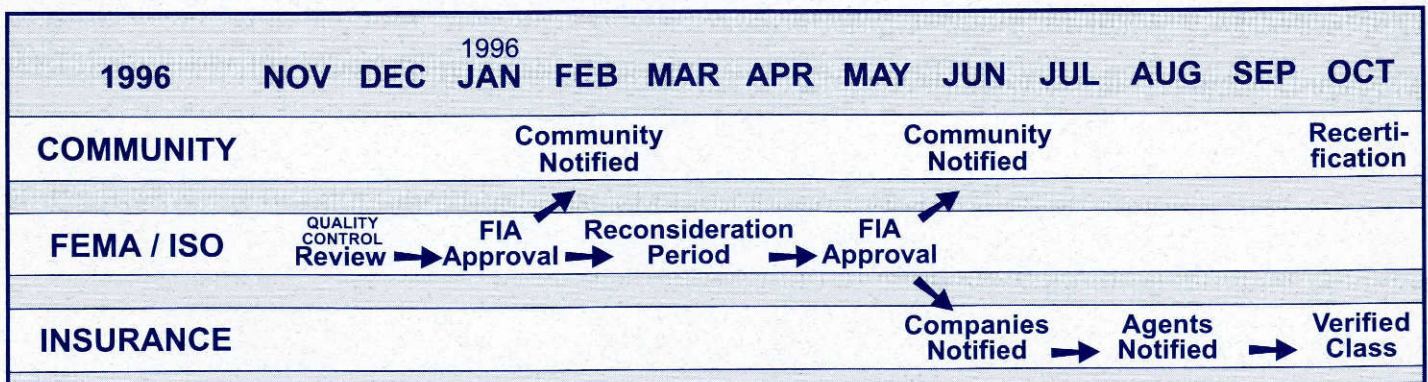 1996
1996 NOV DEC JAN FEB MAR APR MAY JUN JUL AUG SEP OCT
Community Community Recerti-
COMMUNITY Notified Notified fication
QUALITY
CONTROL FIA Reconsideration FIA
FEMA / ISO Review Approval Period Approval
Companies Agents Verified
INSURANCE Notified Notified Class